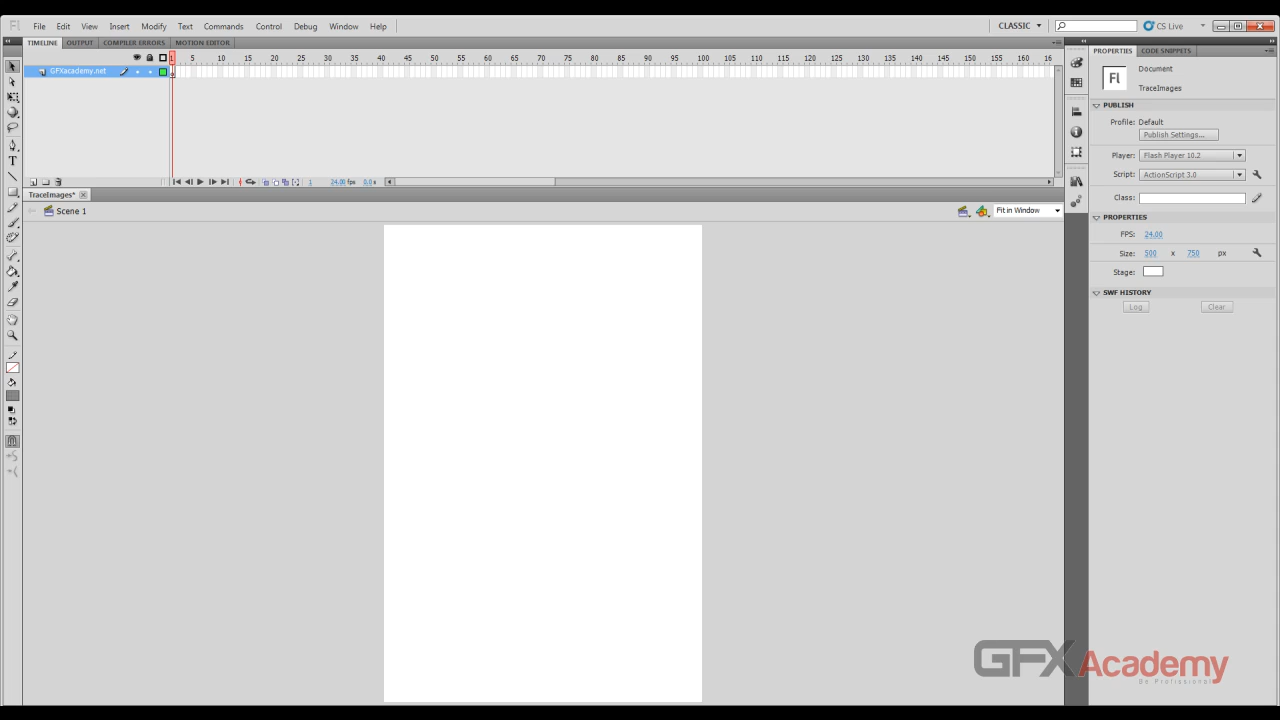 Fl File Edit View Insert Modify Text Commands Control Debug Window Help CLASSIC CS Live
TIMELINE OUTPUT COMPILER ERRORS MOTION EDITOR
1 5 10 15 20 25 30 35 40 45 50 55 60 65 70 75 80 85 90 95 100 105 110 115 120 125 130 135 140 145 150 155 160 16
GFXacademy.net
1 24.00 fps 0.0 s
TraceImages*
Scene 1 Fit in Window
PROPERTIES CODE SNIPPETS
Fl
Document
TraceImages
PUBLISH
Profile: Default
Publish Settings...
Player: Flash Player 10.2
Script: ActionScript 3.0
Class:
PROPERTIES
FPS: 24.00
Size: 500 x 750 px
Stage:
SWF HISTORY
Log Clear
T
GFXAcademy
Be Professional